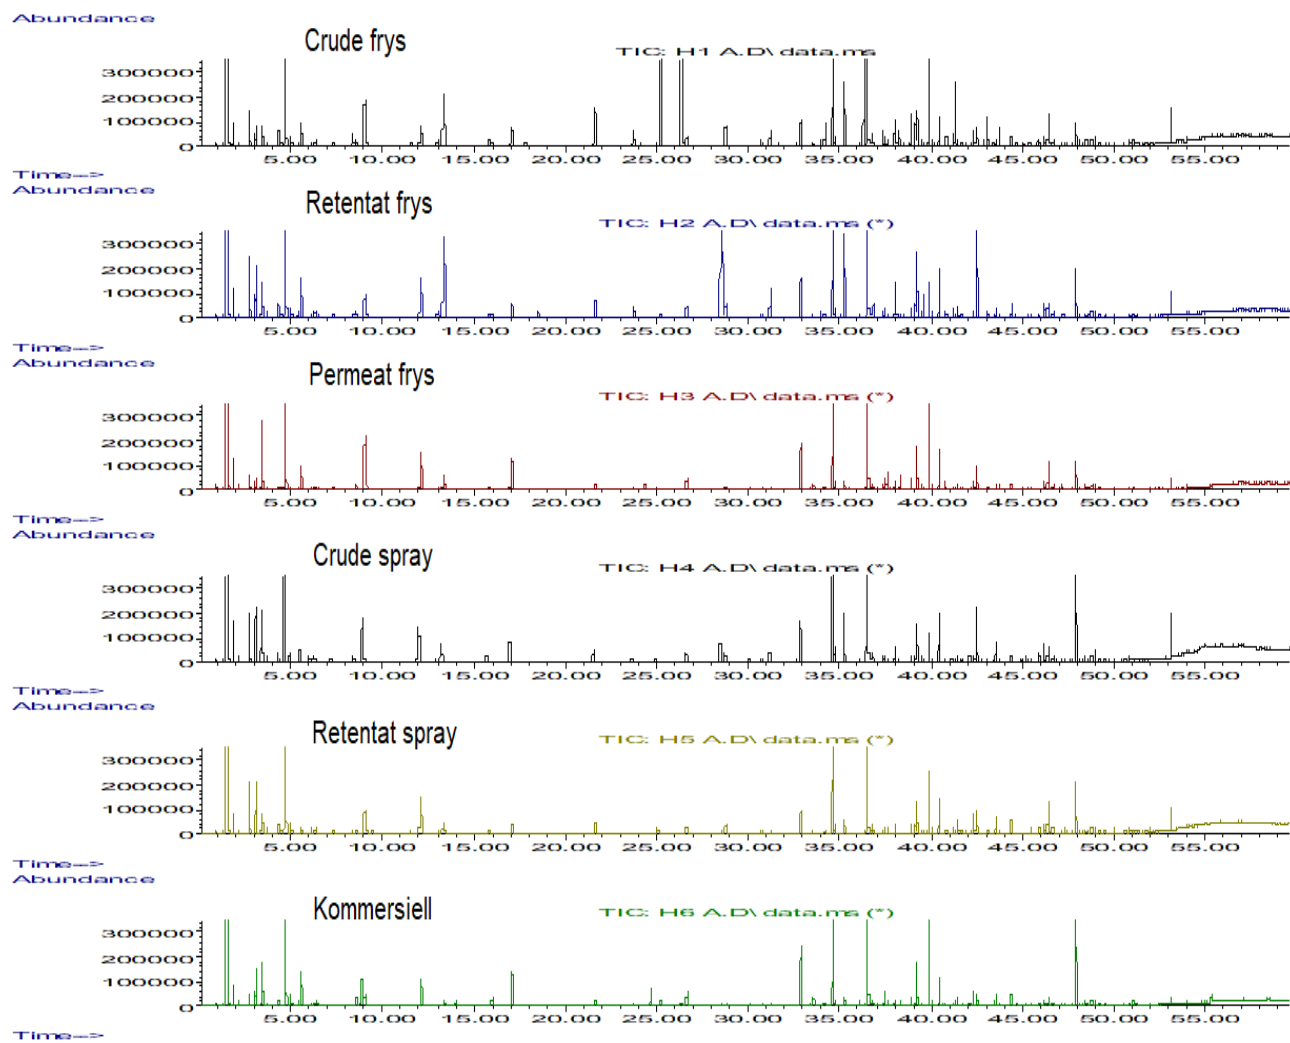 Abundance
Crude frys
TIC: H1 A.D\ data.ms
300000
200000
100000
0
5.00 10.00 15.00 20.00 25.00 30.00 35.00 40.00 45.00 50.00 55.00
Time-->
Abundance
Retentat frys
TIC: H2 A.D\ data.ms (*)
300000
200000
100000
0
5.00 10.00 15.00 20.00 25.00 30.00 35.00 40.00 45.00 50.00 55.00
Time-->
Abundance
Permeat frys
TIC: H3 A.D\ data.ms (*)
300000
200000
100000
0
5.00 10.00 15.00 20.00 25.00 30.00 35.00 40.00 45.00 50.00 55.00
Time-->
Abundance
Crude spray
TIC: H4 A.D\ data.ms (*)
300000
200000
100000
0
5.00 10.00 15.00 20.00 25.00 30.00 35.00 40.00 45.00 50.00 55.00
Time-->
Abundance
Retentat spray
TIC: H5 A.D\ data.ms (*)
300000
200000
100000
0
5.00 10.00 15.00 20.00 25.00 30.00 35.00 40.00 45.00 50.00 55.00
Time-->
Abundance
Kommersiell
TIC: H6 A.D\ data.ms (*)
300000
200000
100000
0
5.00 10.00 15.00 20.00 25.00 30.00 35.00 40.00 45.00 50.00 55.00
Time-->